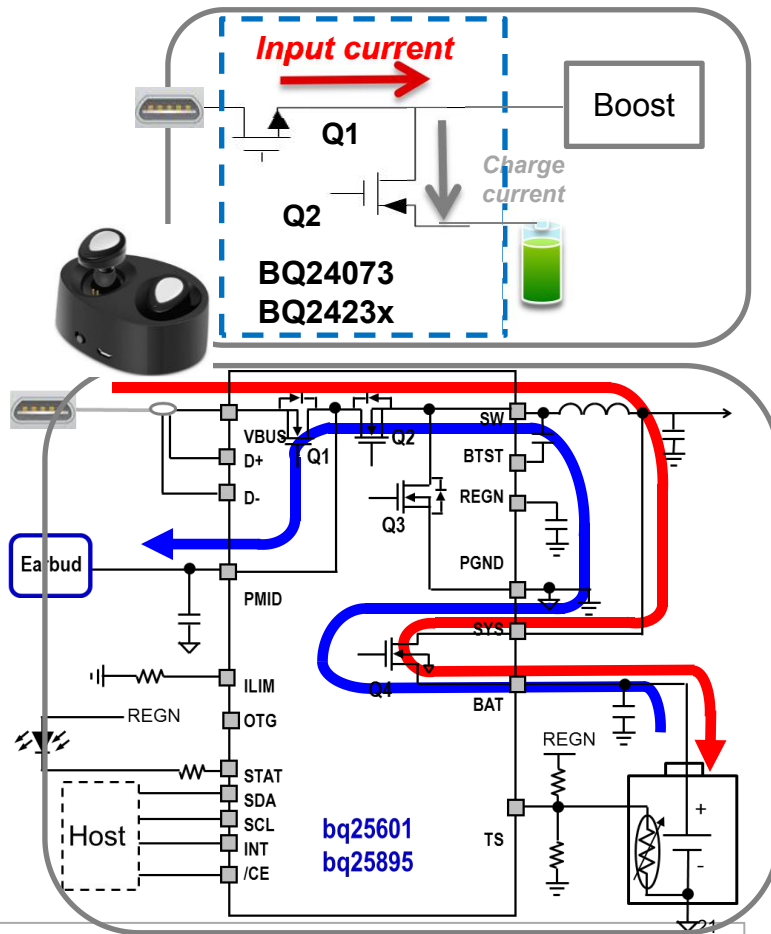 Input current
Q1
Boost
Charge
current
Q2
BQ24073
BQ2423x
VBUS
Q1
Q2
SW
D+
BTST
D-
REGN
Q3
Earbud
PGND
PMID
SYS
Q4
ILIM
BAT
REGN
OTG
REGN
STAT
SDA
Host
SCL
bq25601
TS
+
INT
bq25895
-
/CE
21